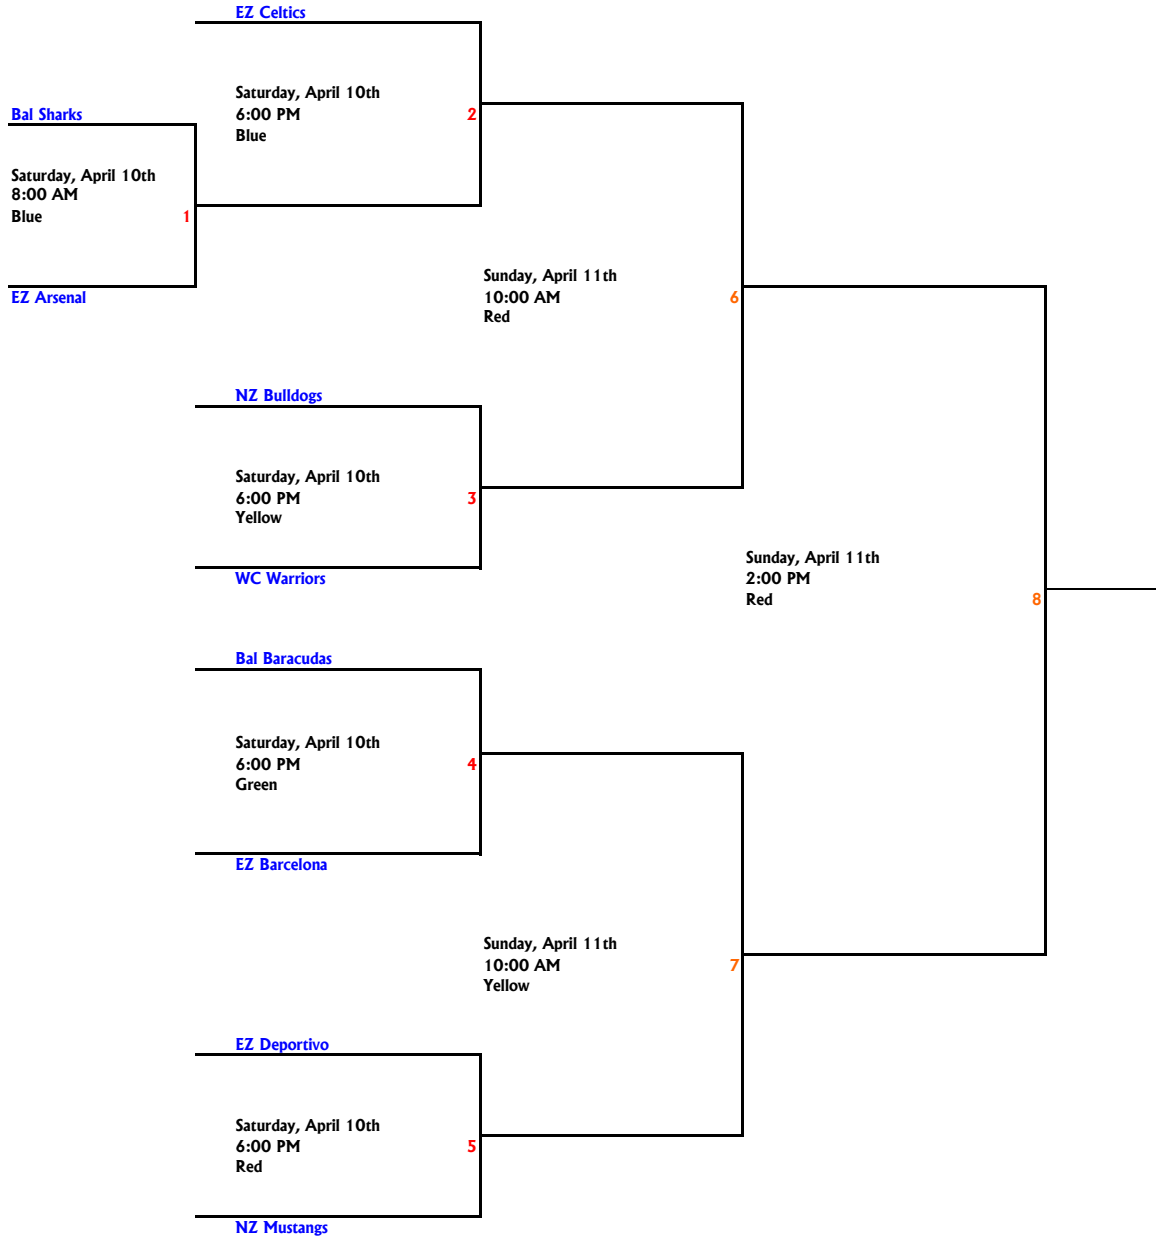 EZ Celtics
Saturday, April 10th
6:00 PM
2
Blue
Bal Sharks
Saturday, April 10th
8:00 AM
Blue
1
EZ Arsenal
Sunday, April 11th
10:00 AM
6
Red
NZ Bulldogs
Saturday, April 10th
6:00 PM
3
Yellow
WC Warriors
Sunday, April 11th
2:00 PM
Red
8
Bal Baracudas
Saturday, April 10th
6:00 PM
4
Green
EZ Barcelona
Sunday, April 11th
10:00 AM
7
Yellow
EZ Deportivo
Saturday, April 10th
6:00 PM
5
Red
NZ Mustangs